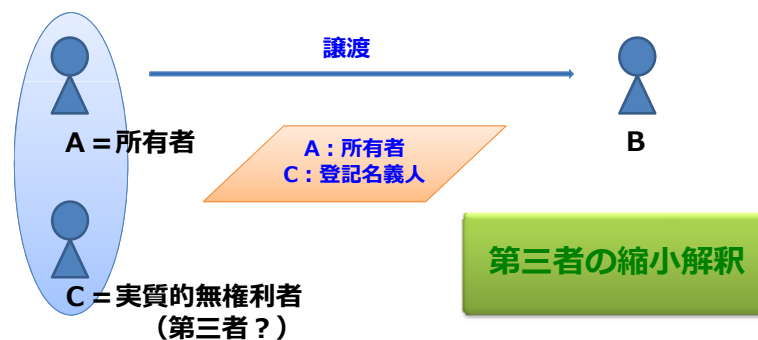 譲渡
A=所有者
B
A:所有者
C:登記名義人
第三者の縮小解釈
C=実質的無権利者
(第三者?)